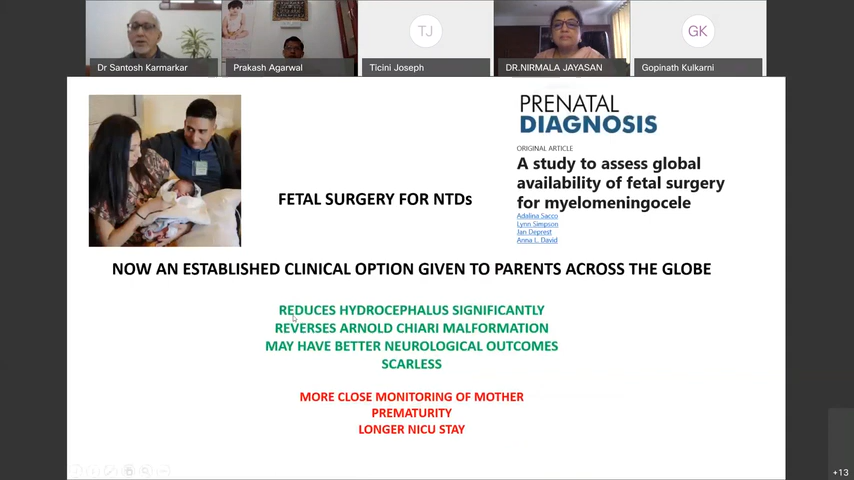 TJ
GK
Dr Santosh Karmarkar
Prakash Agarwal
Ticini Joseph
DR.NIRMALA JAYASAN
Gopinath Kulkarni
PRENATAL
DIAGNOSIS
ORIGINAL ARTICLE
A study to assess global
availability of fetal surgery
for myelomeningocele
Adalina Sacco
Lynn Simpson
Jan Deprest
Anna L. David
FETAL SURGERY FOR NTDs
NOW AN ESTABLISHED CLINICAL OPTION GIVEN TO PARENTS ACROSS THE GLOBE
REDUCES HYDROCEPHALUS SIGNIFICANTLY
REVERSES ARNOLD CHIARI MALFORMATION
MAY HAVE BETTER NEUROLOGICAL OUTCOMES
SCARLESS
MORE CLOSE MONITORING OF MOTHER
PREMATURITY
LONGER NICU STAY
+13